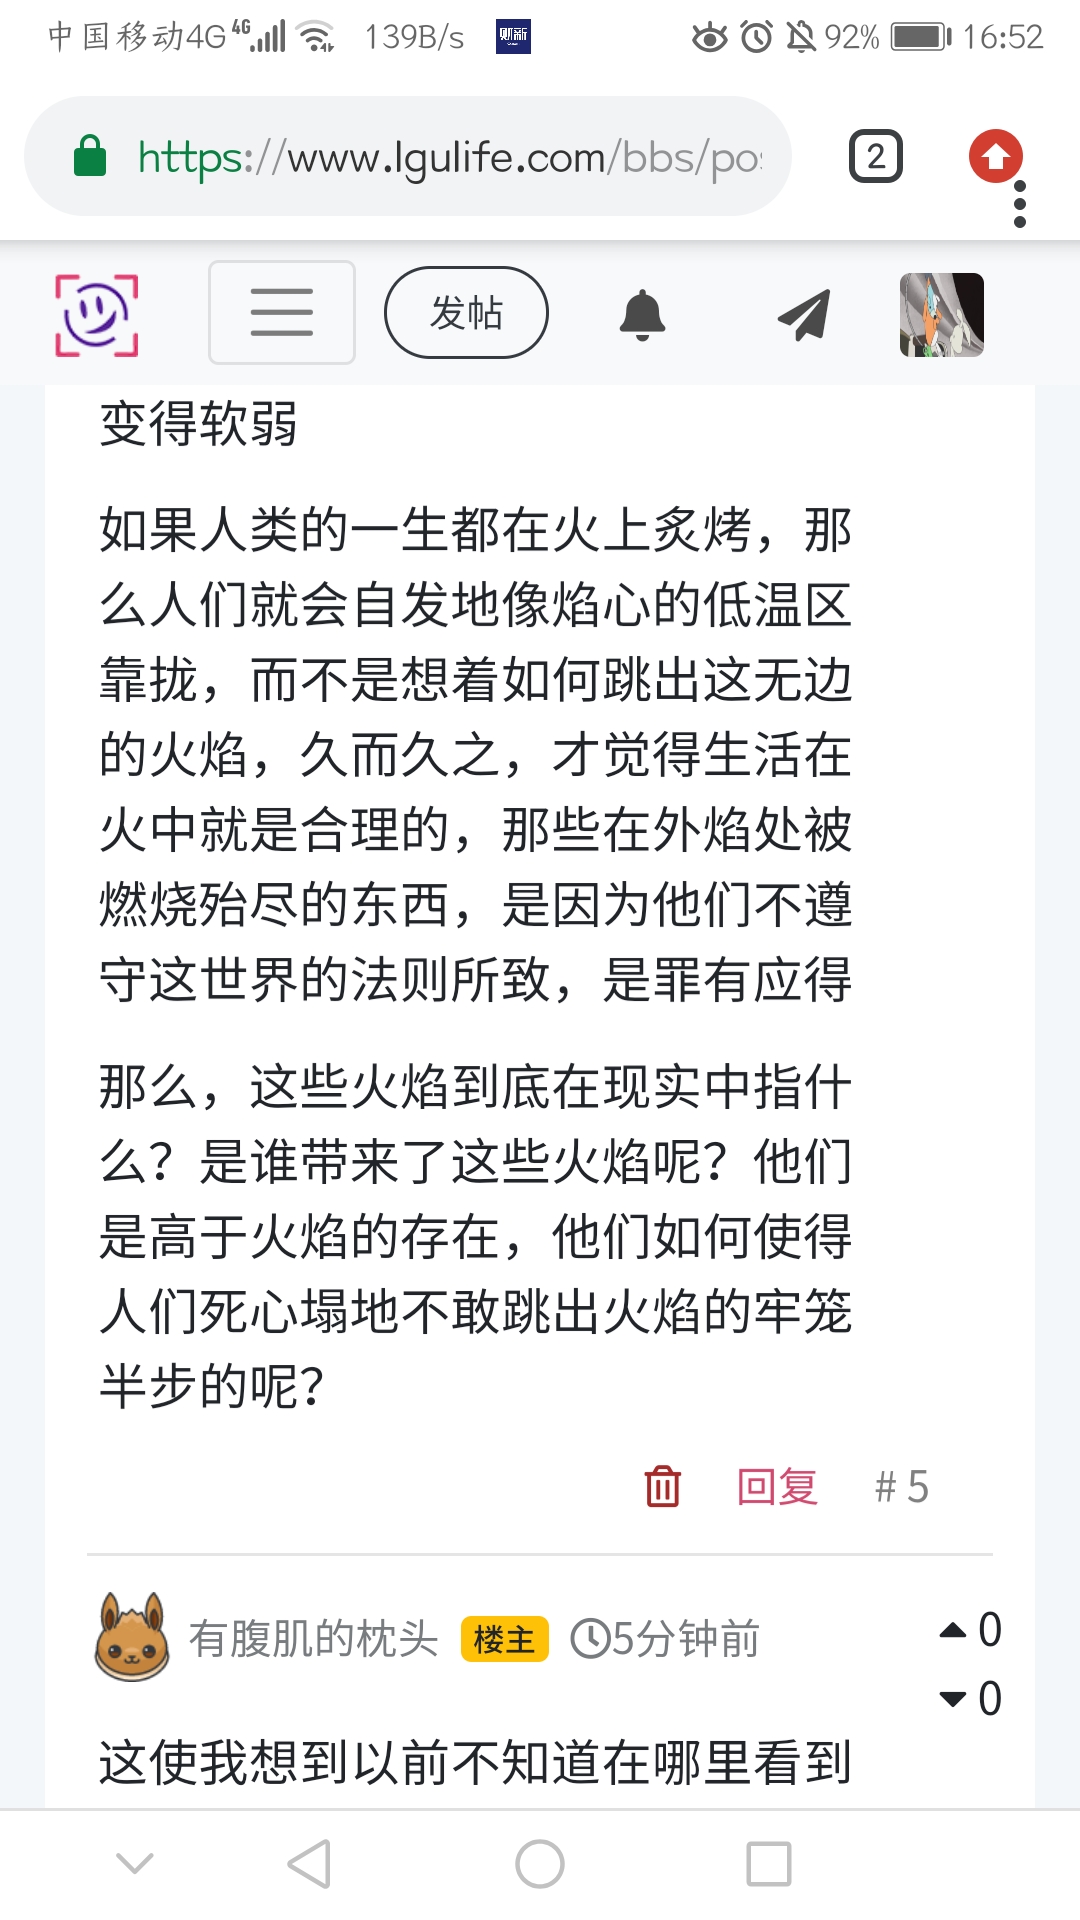 中国移动4G 4G 139B/s 财新 92% 16:52
https://www.lgulife.com/bbs/po
2
发帖
变得软弱
如果人类的一生都在火上炙烤，那
么人们就会自发地像焰心的低温区
靠拢，而不是想着如何跳出这无边
的火焰，久而久之，才觉得生活在
火中就是合理的，那些在外焰处被
燃烧殆尽的东西，是因为他们不遵
守这世界的法则所致，是罪有应得
那么，这些火焰到底在现实中指什
么？是谁带来了这些火焰呢？他们
是高于火焰的存在，他们如何使得
人们死心塌地不敢跳出火焰的牢笼
半步的呢？
回复 # 5
有腹肌的枕头 楼主 5分钟前 0
0
这使我想到以前不知道在哪里看到